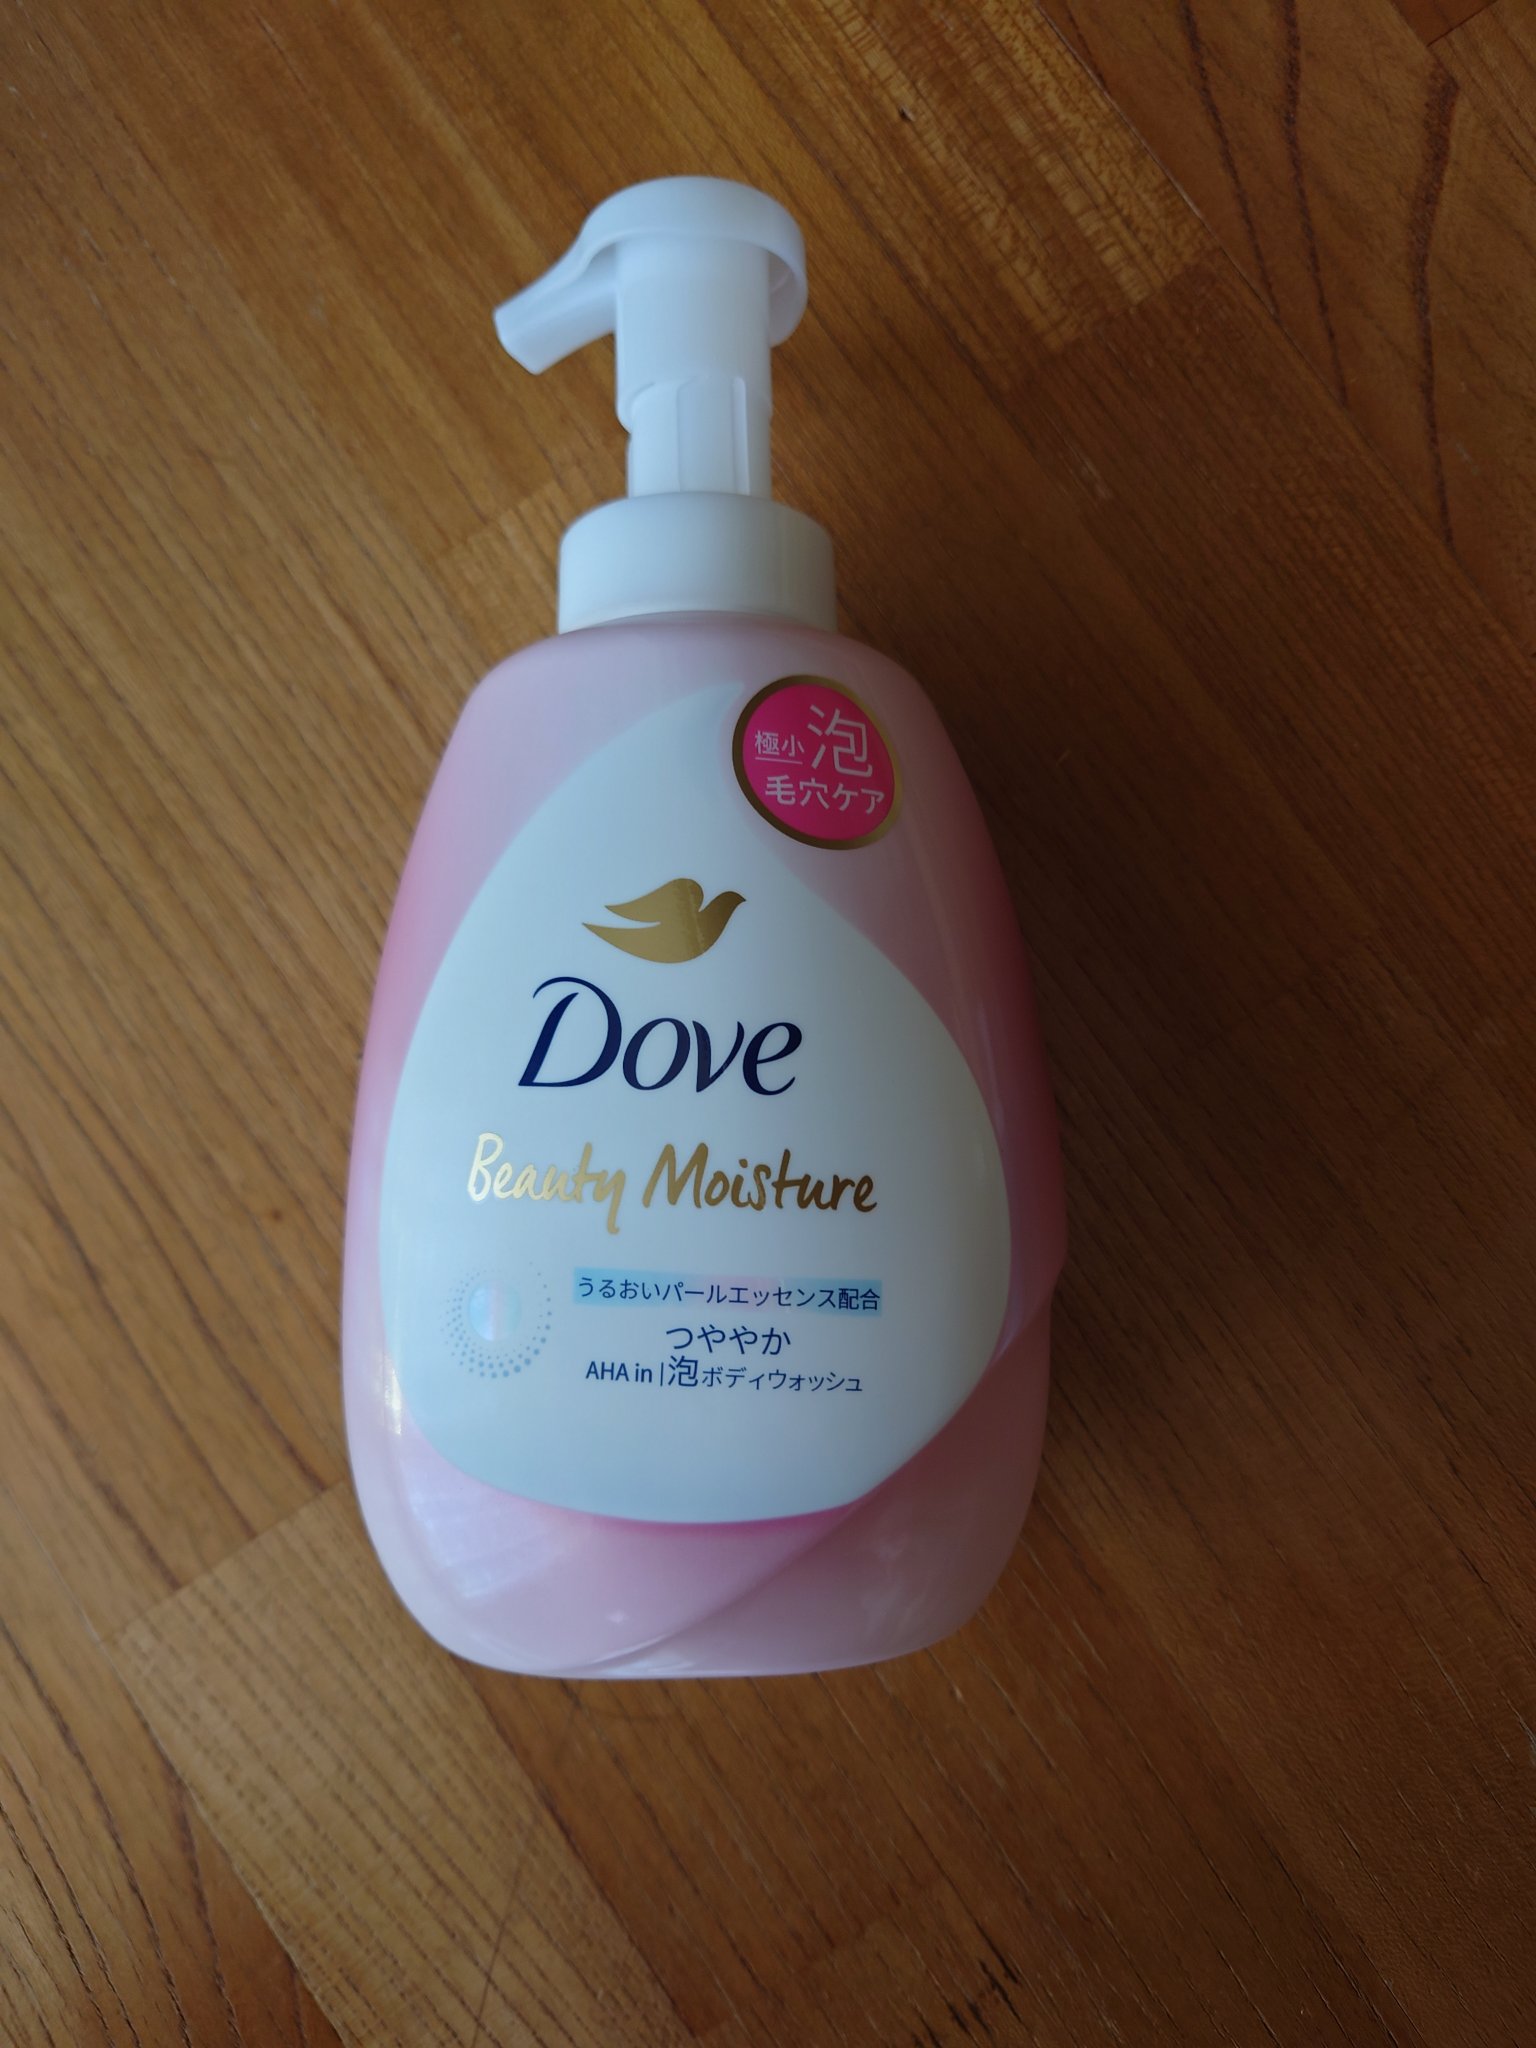 極小 泡
毛穴ケア
Dove
Beauty Moisture
うるおいパールエッセンス配合
つややか
AHA in | 泡ボディウォッシュ